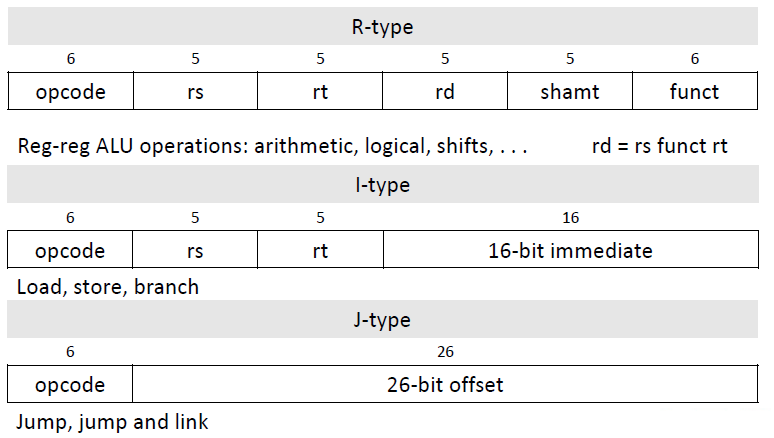 R-type
6 5 5 5 5 6
opcode rs rt rd shamt funct
Reg-reg ALU operations: arithmetic, logical, shifts, . . . rd = rs funct rt
I-type
6 5 5 16
opcode rs rt 16-bit immediate
Load, store, branch
J-type
6 26
opcode 26-bit offset
Jump, jump and link